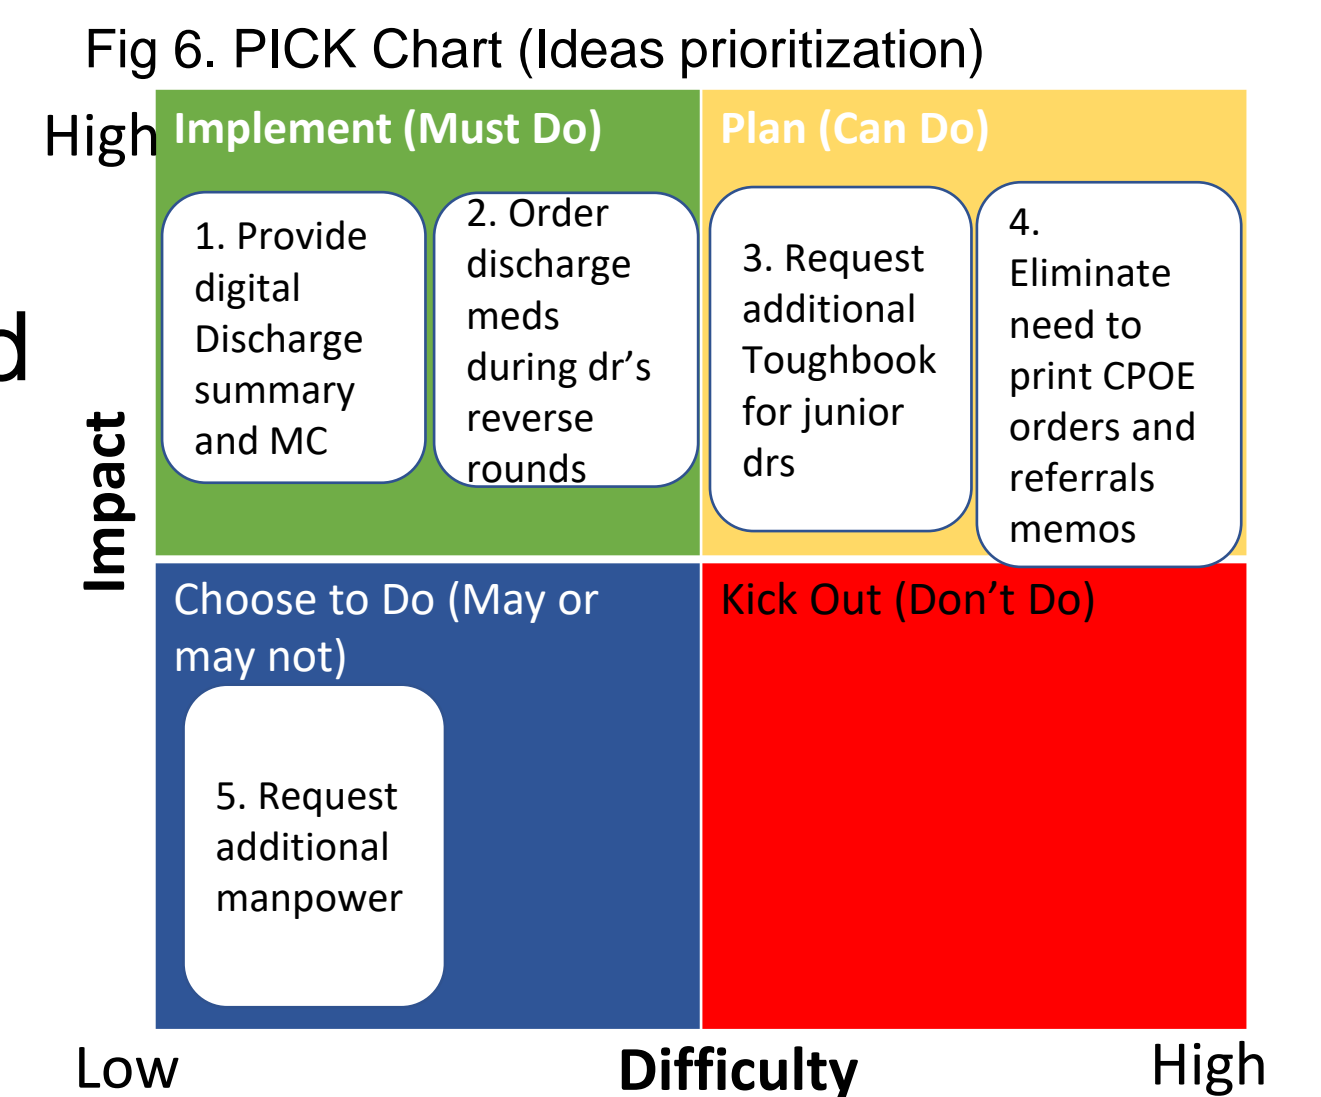 Fig 6. PICK Chart (Ideas prioritization)
High
Implement (Must Do)
Plan (Can Do)
1. Provide
digital
Discharge
summary
and MC
2. Order
discharge
meds
during dr’s
reverse
rounds
3. Request
additional
Toughbook
for junior
drs
4.
Eliminate
need to
print CPOE
orders and
referrals
memos
d
Impact
Choose to Do (May or
may not)
Kick Out (Don’t Do)
5. Request
additional
manpower
Low
Difficulty
High